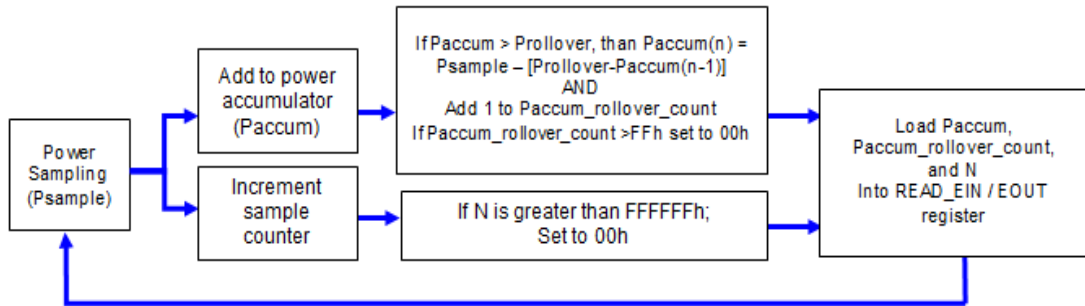 Power
Sampling
(Psample)
Add to power
accumulator
(Paccum)
Increment
sample
counter
If Paccum > Prollover, than Paccum(n) =
Psample – [Prollover-Paccum(n-1)]
AND
Add 1 to Paccum_rollover_count
If Paccum_rollover_count >FFh set to 00h
If N is greater than FFFFFFh;
Set to 00h
Load Paccum,
Paccum_rollover_count,
and N
Into READ_EIN / EOUT
register